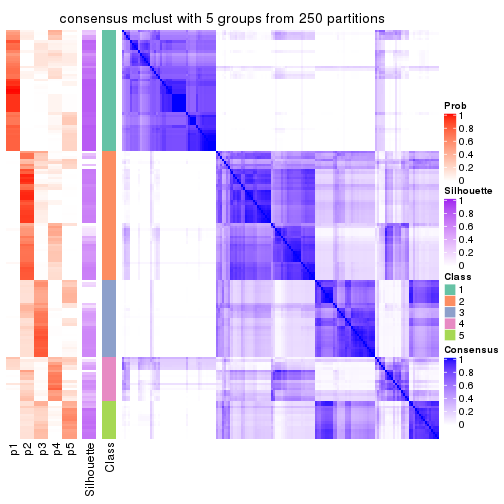 consensus mclust with 5 groups from 250 partitions
Prob
1
0.8
0.6
0.4
0.2
0
Silhouette
1
0.8
0.6
0.4
0.2
0
Class
1
2
3
4
5
Consensus
1
0.8
0.6
0.4
0.2
0
p1
p2
p3
p4
p5
Silhouette
Class